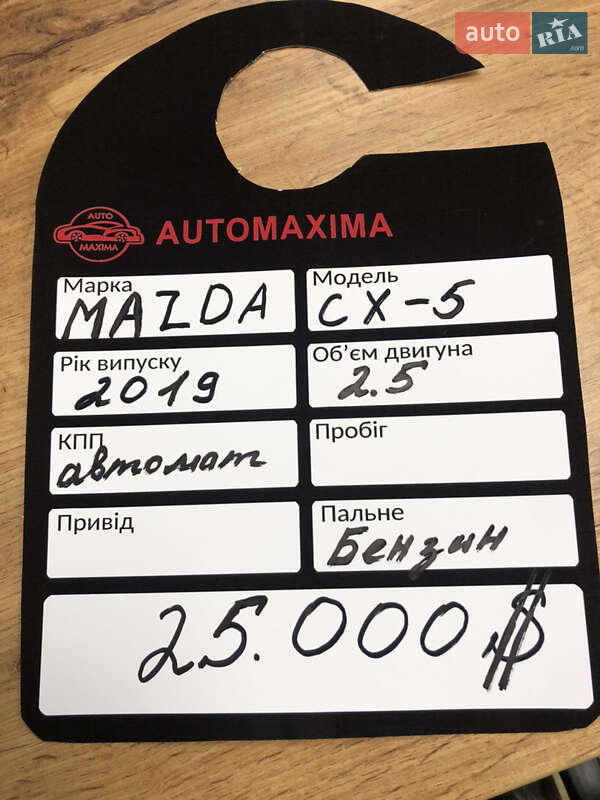 auto RIA.com
AUTO MAXIMA
AUTOMAXIMA
Марка
MAZDA
Модель
CX-5
Рік випуску
2019
Об'єм двигуна
2.5
КПП
автомат
Пробіг
Привід
Пальне
Бензин
25.000$